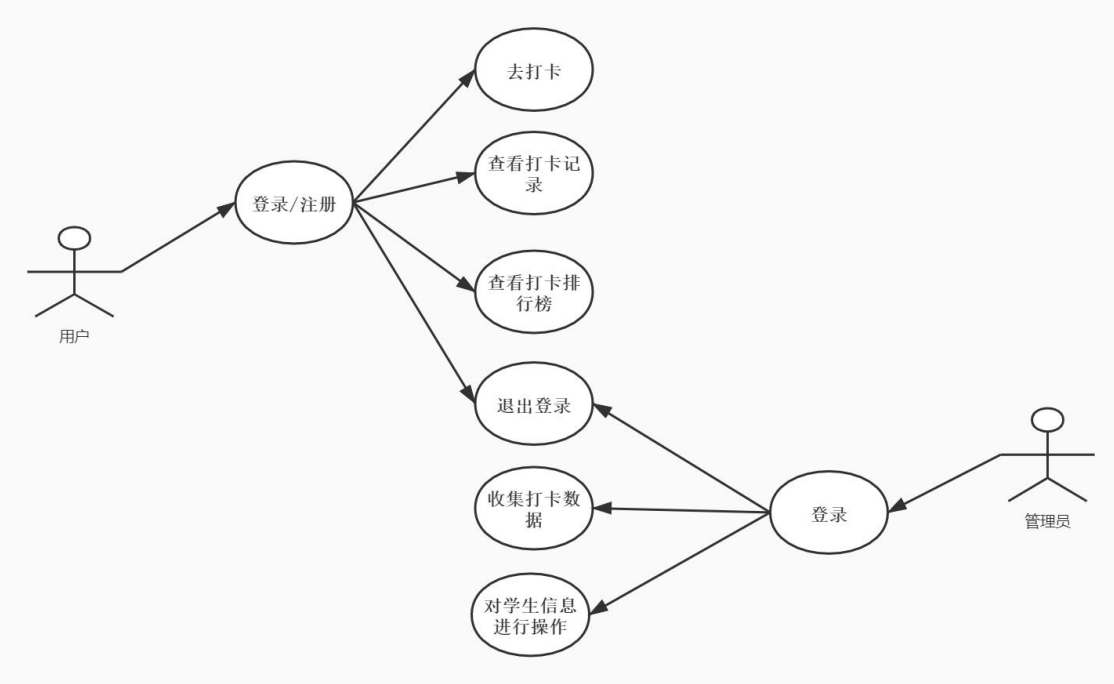 去打卡
查看打卡记
录
登录/注册
查看打卡排
行榜
用户
退出登录
收集打卡数
据
登录
管理员
对学生信息
进行操作